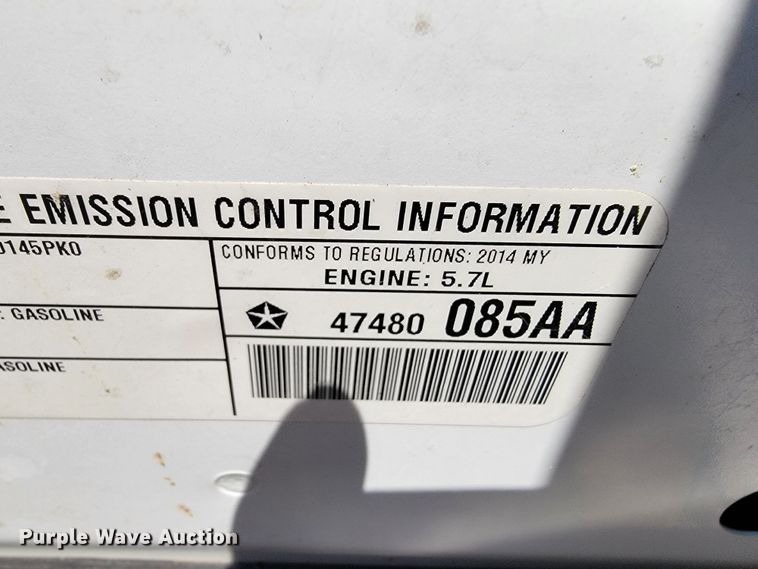 E EMISSION CONTROL INFORMATION
0145PK0
CONFORMS TO REGULATIONS: 2014 MY
ENGINE: 5.7L
: GASOLINE
47480 085AA
ASOLINE
Purple Wave Auction